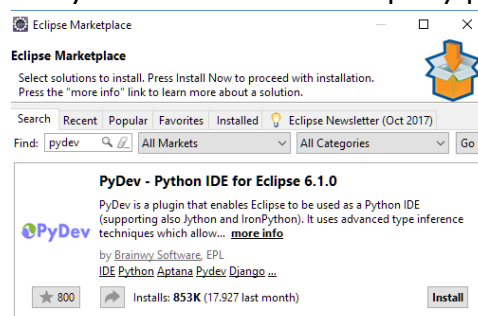 Eclipse Marketplace
Eclipse Marketplace
Select solutions to install. Press Install Now to proceed with installation.
Press the "more info" link to learn more about a solution.
Search Recent Popular Favorites Installed Eclipse Newsletter (Oct 2017)
Find: pydev All Markets All Categories Go
PyDev - Python IDE for Eclipse 6.1.0
PyDev is a plugin that enables Eclipse to be used as a Python IDE
(supporting also Jython and IronPython). It uses advanced type inference
techniques which allow... more info
PyDev
by Brainwy Software, EPL
IDE Python Aptana Pydev Django ...
800 Installs: 853K (17.927 last month) Install